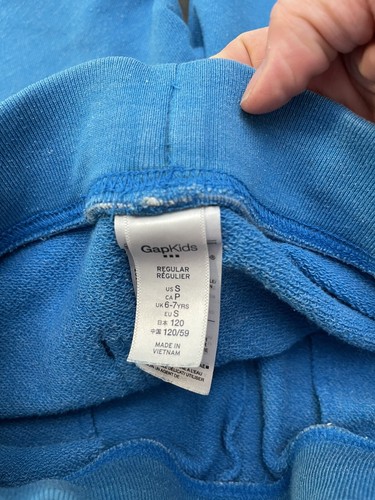 GapKids
REGULAR
RÉGULIER
US S
CA P
UK 6-7YRS
EU S
日本 120
中国 120/59
MADE IN
VIETNAM